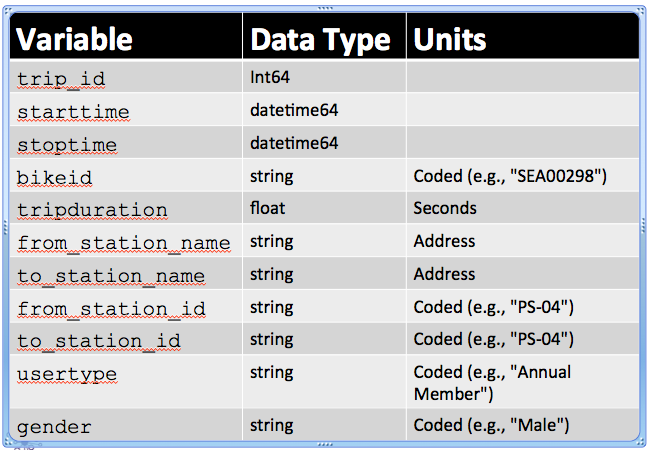 Variable Data Type Units
trip_id Int64
starttime datetime64
stoptime datetime64
bikeid string Coded (e.g., "SEA00298")
tripduration float Seconds
from_station_name string Address
to_station_name string Address
from_station_id string Coded (e.g., "PS-04")
to_station_id string Coded (e.g., "PS-04")
usertype string Coded (e.g., "Annual
Member")
gender string Coded (e.g., "Male")